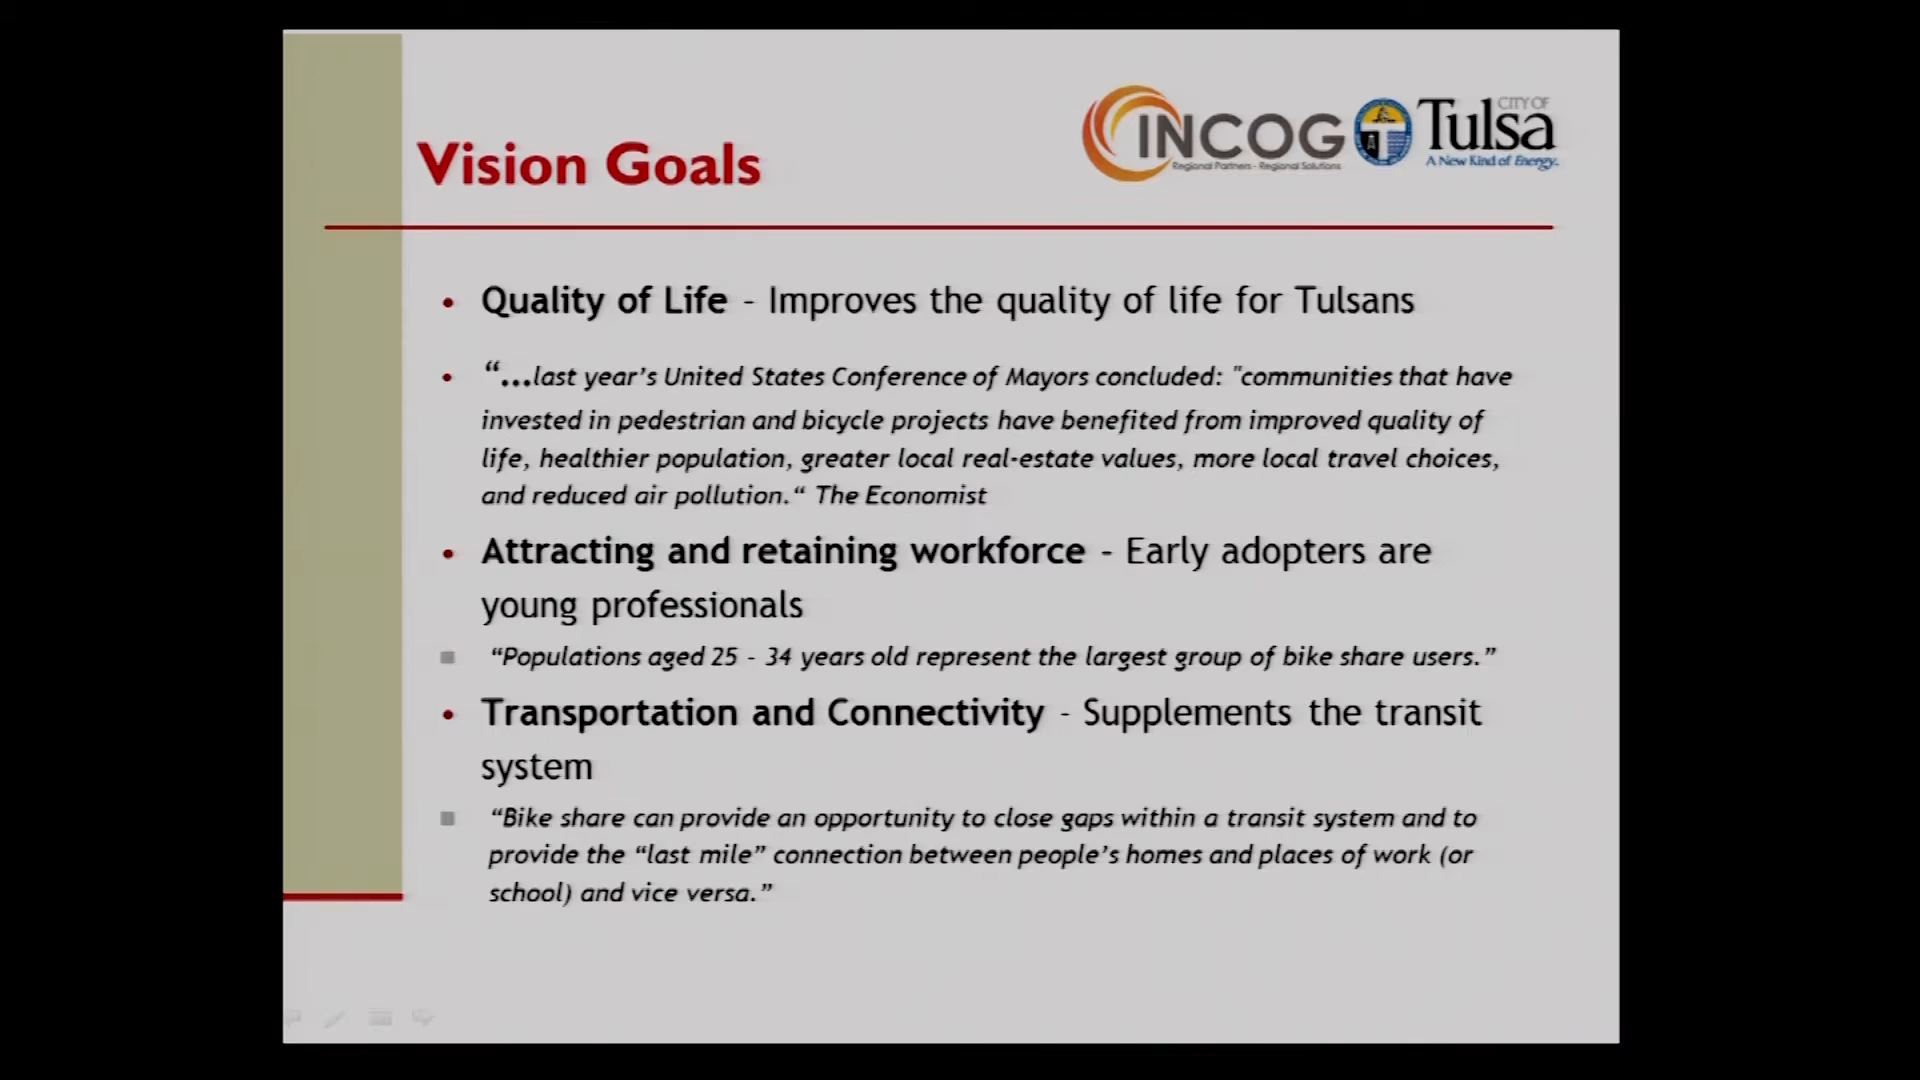 INCOG
Regional Partners - Regional Solutions
CITY OF
Tulsa
A New Kind of Energy.
Vision Goals
• Quality of Life - Improves the quality of life for Tulsans
• “...last year’s United States Conference of Mayors concluded: "communities that have
invested in pedestrian and bicycle projects have benefited from improved quality of
life, healthier population, greater local real-estate values, more local travel choices,
and reduced air pollution.“ The Economist
• Attracting and retaining workforce - Early adopters are
young professionals
“Populations aged 25 - 34 years old represent the largest group of bike share users.”
• Transportation and Connectivity - Supplements the transit
system
“Bike share can provide an opportunity to close gaps within a transit system and to
provide the “last mile” connection between people’s homes and places of work (or
school) and vice versa.”